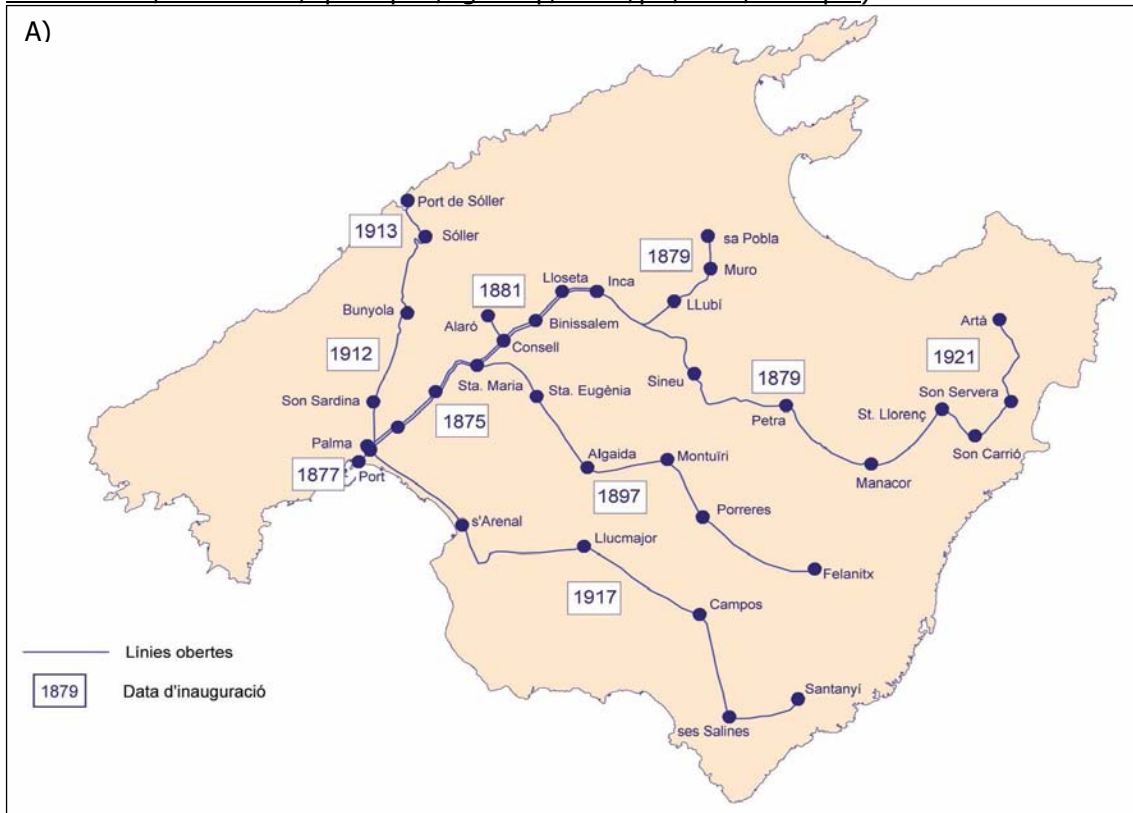 A)
Port de Sóller
1913
Sóller
sa Pobla
1879
Muro
Lloseta
Inca
1881
LLubí
Bunyola
Alaró
Binissalem
Artà
Consell
1912
1921
Sta. Maria
Sineu
Sta. Eugènia
1879
Son Servera
Son Sardina
St. Llorenç
1875
Petra
Palma
Son Carrió
Algaida
Montuïri
1877
Port
Manacor
1897
Porreres
s'Arenal
Llucmajor
Felanitx
1917
Campos
Línies obertes
1879
Data d'inauguració
Santanyí
ses Salines